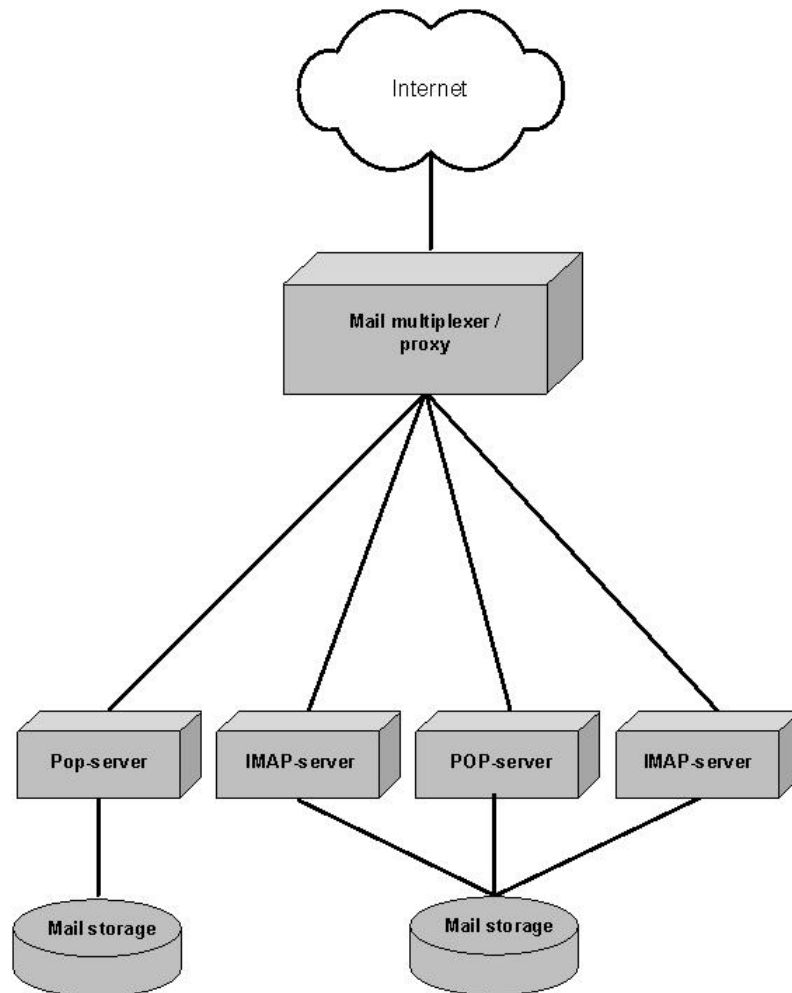 Internet
Mail multiplexer /
proxy
Pop-server
IMAP-server
POP-server
IMAP-server
Mail storage
Mail storage